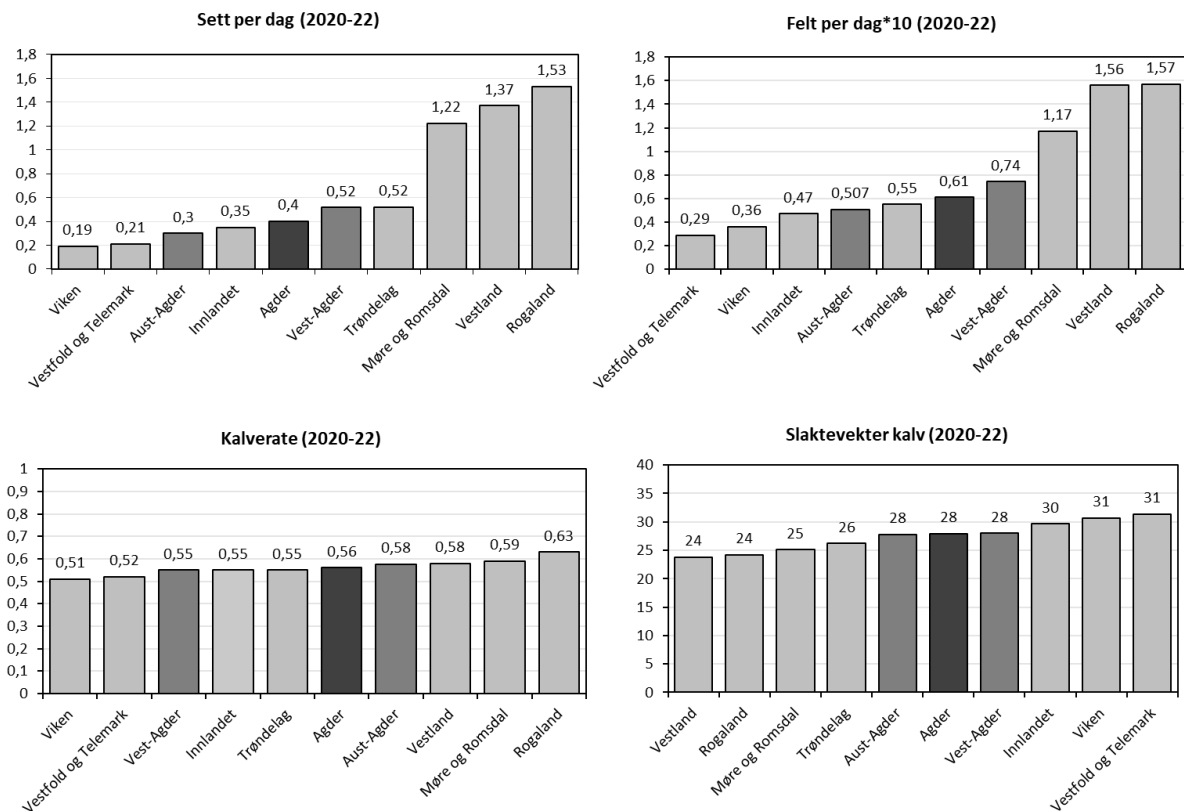 Sett per dag (2020-22)
1,8
1,6
1,4
1,2
1
0,8
0,6
0,4
0,2
0
0,19
0,21
0,3
0,35
0,4
0,52
0,52
1,22
1,37
1,53
Viken
Vestfold og Telemark
Aust-Agder
Innlandet
Agder
Vest-Agder
Trøndelag
Møre og Romsdal
Vestland
Rogaland
Felt per dag*10 (2020-22)
1,8
1,6
1,4
1,2
1
0,8
0,6
0,4
0,2
0
0,29
0,36
0,47
0,507
0,55
0,61
0,74
1,17
1,56
1,57
Vestfold og Telemark
Viken
Innlandet
Aust-Agder
Trøndelag
Agder
Vest-Agder
Møre og Romsdal
Vestland
Rogaland
Kalverate (2020-22)
1
0,9
0,8
0,7
0,6
0,5
0,4
0,3
0,2
0,1
0
0,51
0,52
0,55
0,55
0,55
0,56
0,58
0,58
0,59
0,63
Viken
Vestfold og Telemark
Vest-Agder
Innlandet
Trøndelag
Agder
Aust-Agder
Vestland
Møre og Romsdal
Rogaland
Slaktevekter kalv (2020-22)
40
35
30
25
20
15
10
5
0
24
24
25
26
28
28
28
30
31
31
Vestland
Rogaland
Møre og Romsdal
Trøndelag
Aust-Agder
Agder
Vest-Agder
Innlandet
Viken
Vestfold og Telemark